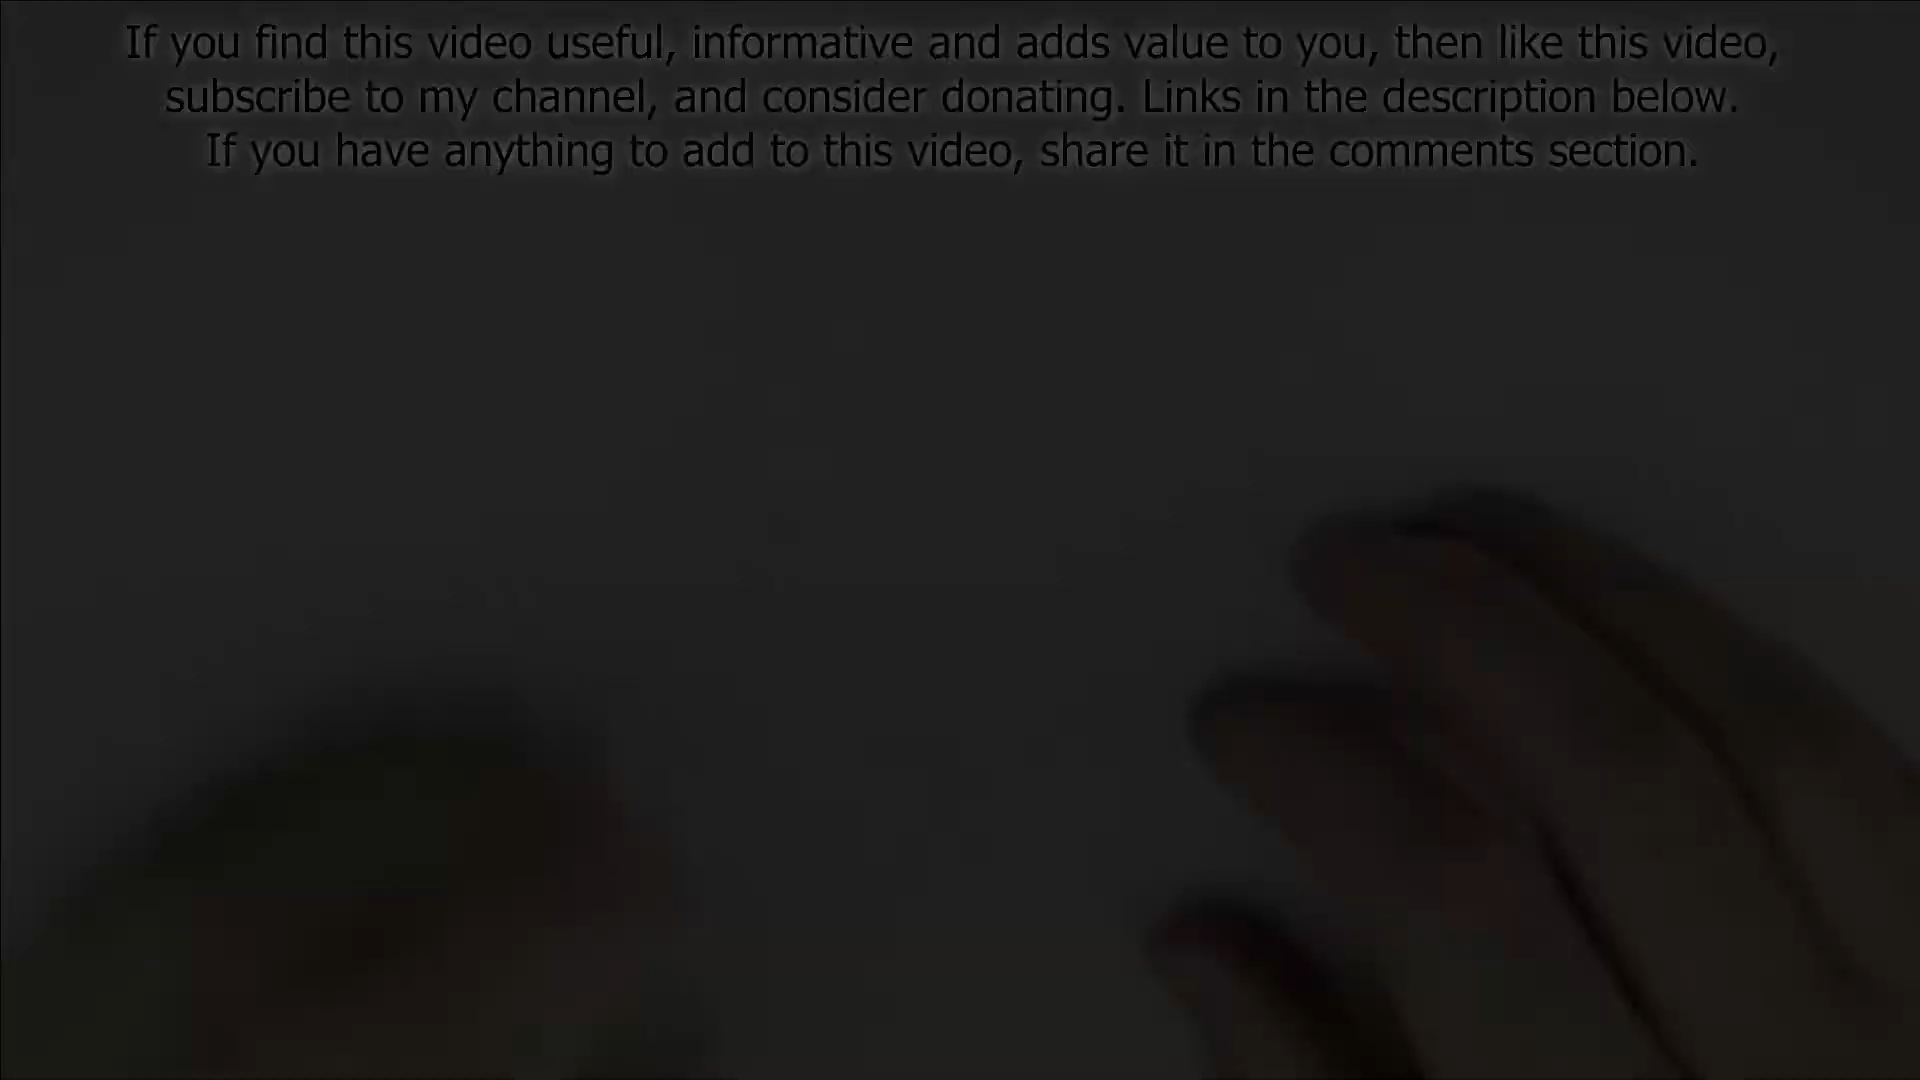 If you find this video useful, informative and adds value to you, then like this video,
subscribe to my channel, and consider donating. Links in the description below.
If you have anything to add to this video, share it in the comments section.